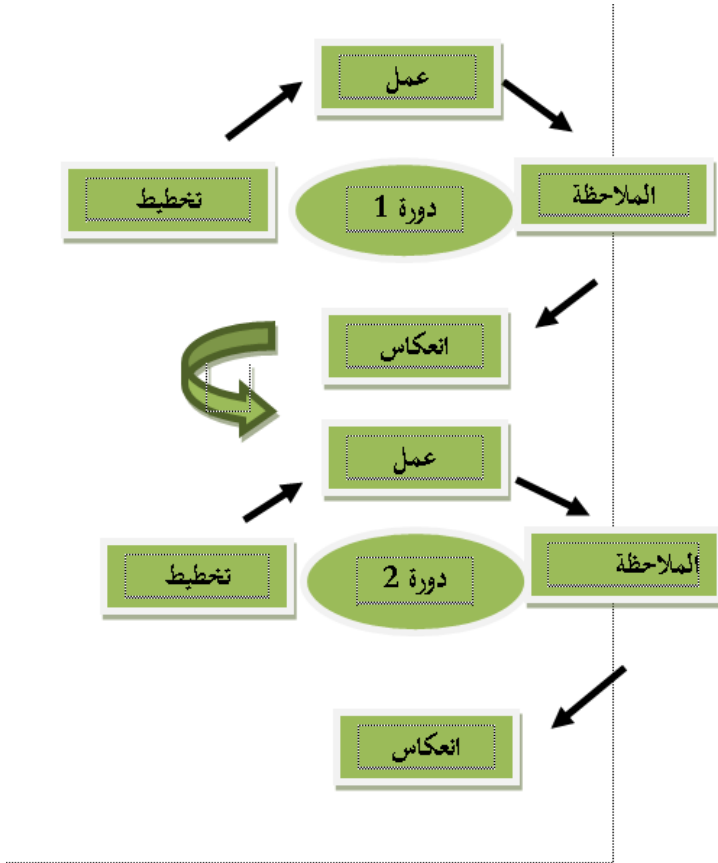 عمل
الملاحظة
دورة 1
تخطيط
انعكاس
عمل
الملاحظة
دورة 2
تخطيط
انعكاس